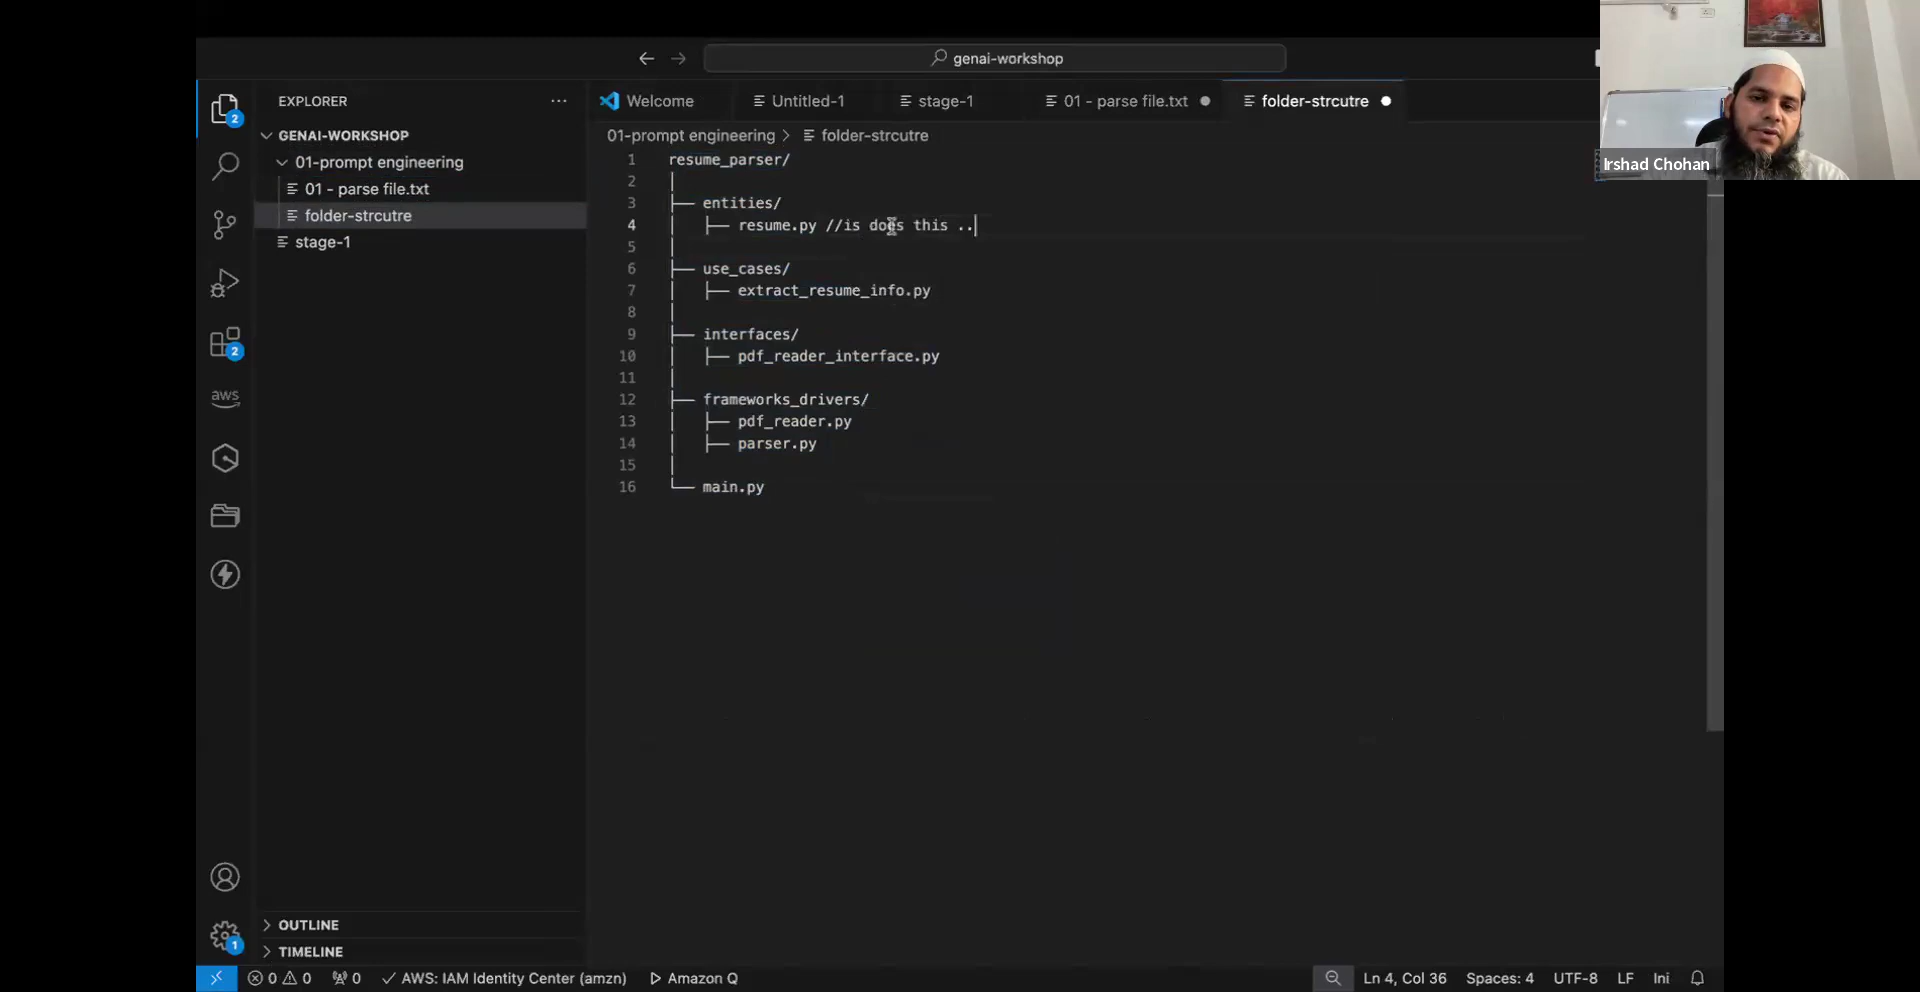 genai-workshop
Irshad Chohan
EXPLORER
Welcome
Untitled-1
stage-1
01 - parse file.txt
folder-strcutre
GENAI-WORKSHOP
01-prompt engineering
01 - parse file.txt
folder-strcutre
stage-1
01-prompt engineering > folder-strcutre
1 resume_parser/
2 │
3 ├── entities/
4 │   ├── resume.py //is does this ..
5 │
6 ├── use_cases/
7 │   ├── extract_resume_info.py
8 │
9 ├── interfaces/
10 │   ├── pdf_reader_interface.py
11 │
12 ├── frameworks_drivers/
13 │   ├── pdf_reader.py
14 │   ├── parser.py
15 │
16 └── main.py
2
2
aws
1
OUTLINE
TIMELINE
0 0 0 AWS: IAM Identity Center (amzn) Amazon Q Ln 4, Col 36 Spaces: 4 UTF-8 LF Ini